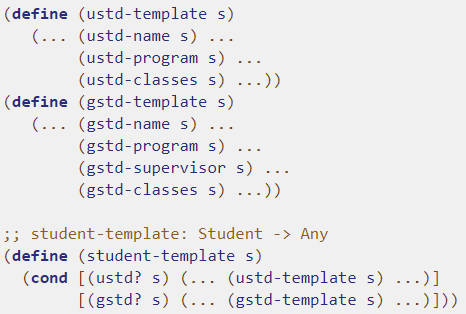 (define (ustd-template s)
(... (ustd-name s) ...
(ustd-program s) ...
(ustd-classes s) ...))
(define (gstd-template s)
(... (gstd-name s) ...
(gstd-program s) ...
(gstd-supervisor s) ...
(gstd-classes s) ...))
;; student-template: Student -> Any
(define (student-template s)
(cond [(ustd? s) (... (ustd-template s) ...)]
[(gstd? s) (... (gstd-template s) ...)]))